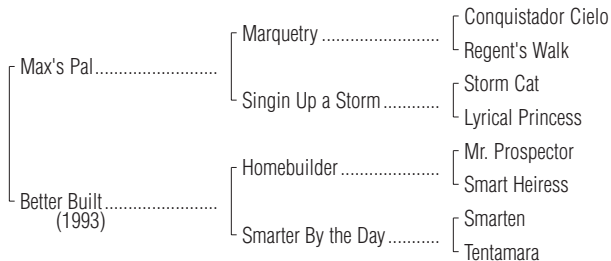 Conquistador Cielo
Marquetry ........................
Regent's Walk
Max's Pal.........................
Storm Cat
Singin Up a Storm............
Lyrical Princess
Mr. Prospector
Homebuilder....................
Smart Heiress
Better Built.......................
(1993)
Smarten
Smarter By the Day...........
Tentamara